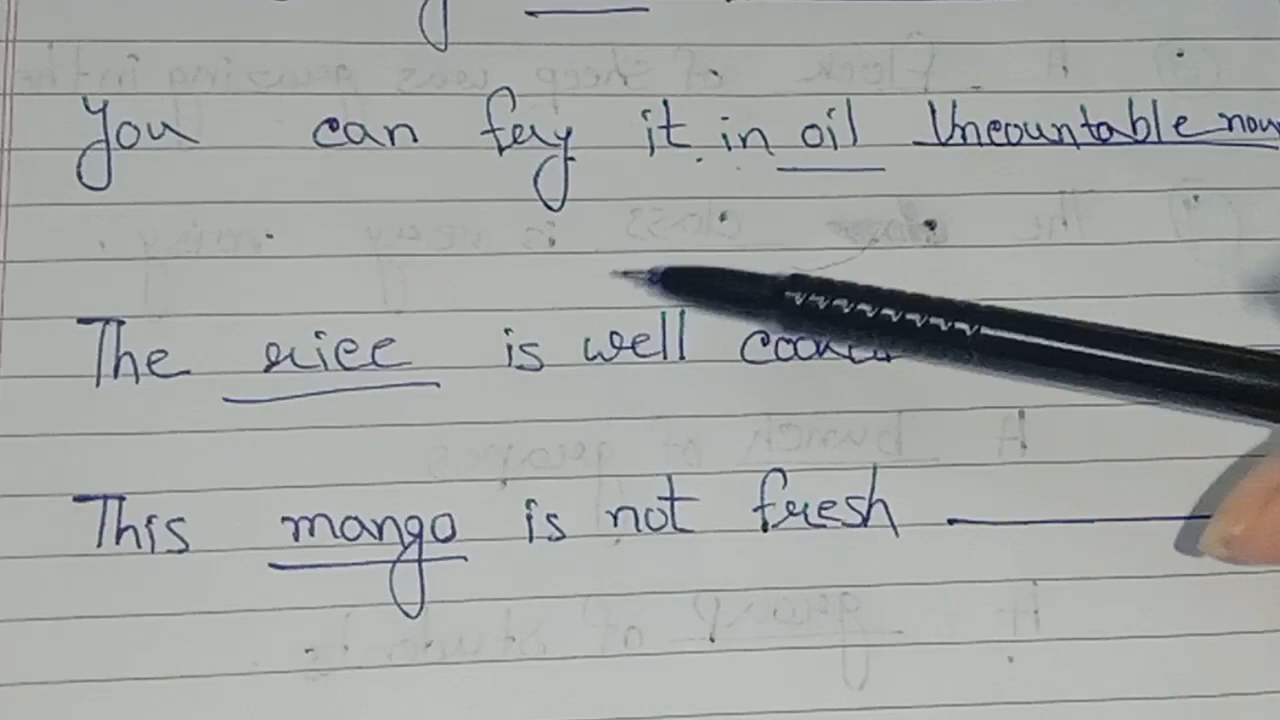 You can fry it in oil Uncountable noun
The rice is well
This mango is not fresh